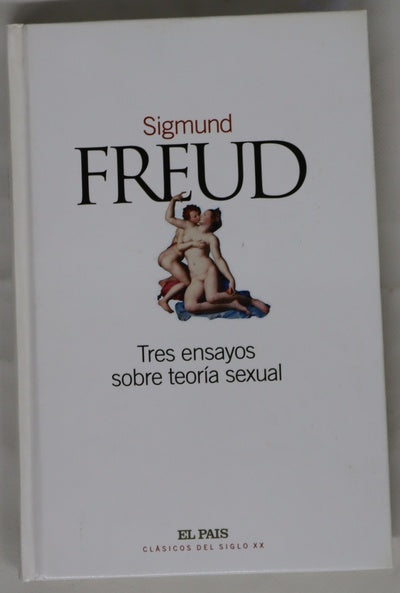 Sigmund
FREUD
Tres ensayos
sobre teoría sexual
EL PAIS
CLÁSICOS DEL SIGLO XX